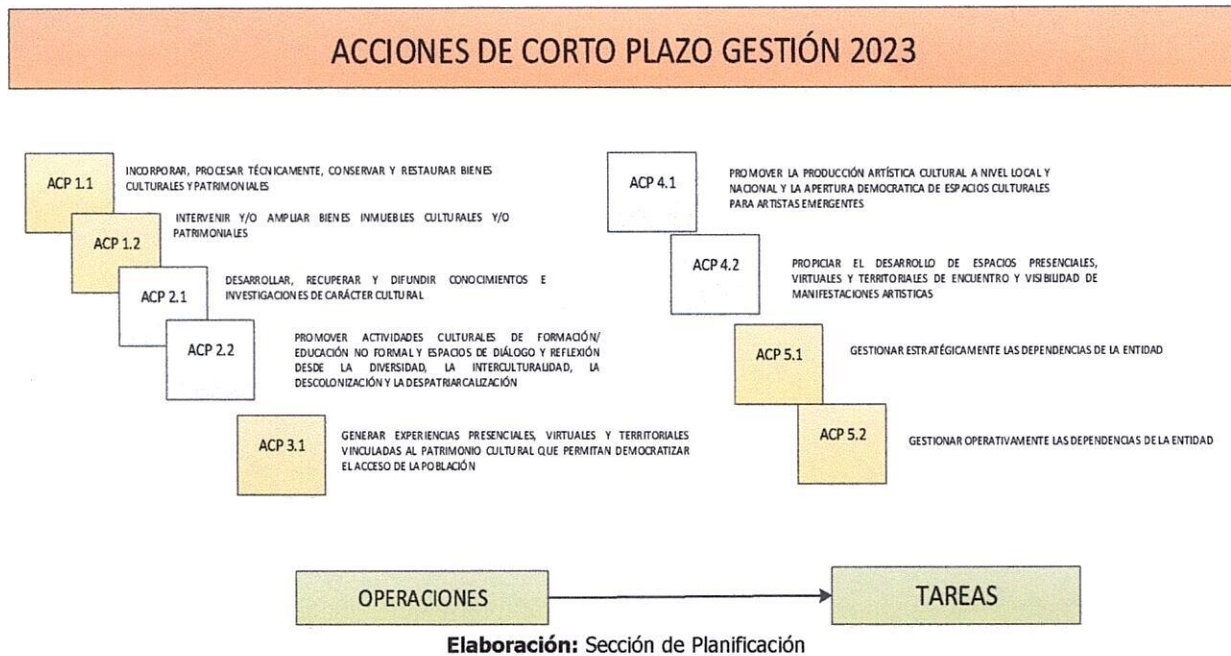 ACCIONES DE CORTO PLAZO GESTIÓN 2023
ACP 1.1
INCORPORAR, PROCESAR TÉCNICAMENTE, CONSERVAR Y RESTAURAR BIENES
CULTURALES Y PATRIMONIALES
ACP 1.2
INTERVENIR Y/O AMPLIAR BIENES INMUEBLES CULTURALES Y/O
PATRIMONIALES
ACP 2.1
DESARROLLAR, RECUPERAR Y DIFUNDIR CONOCIMIENTOS E
INVESTIGACIONES DE CARÁCTER CULTURAL
ACP 2.2
PROMOVER ACTIVIDADES CULTURALES DE FORMACIÓN/
EDUCACIÓN NO FORMAL Y ESPACIOS DE DIÁLOGO Y REFLEXIÓN
DESDE LA DIVERSIDAD, LA INTERCULTURALIDAD, LA
DESCOLONIZACIÓN Y LA DESPATRIARCALIZACIÓN
ACP 3.1
GENERAR EXPERIENCIAS PRESENCIALES, VIRTUALES Y TERRITORIALES
VINCULADAS AL PATRIMONIO CULTURAL QUE PERMITAN DEMOCRATIZAR
EL ACCESO DE LA POBLACIÓN
ACP 4.1
PROMOVER LA PRODUCCIÓN ARTÍSTICA CULTURAL A NIVEL LOCAL Y
NACIONAL Y LA APERTURA DEMOCRATICA DE ESPACIOS CULTURALES
PARA ARTISTAS EMERGENTES
ACP 4.2
PROPICIAR EL DESARROLLO DE ESPACIOS PRESENCIALES,
VIRTUALES Y TERRITORIALES DE ENCUENTRO Y VISIBILIDAD DE
MANIFESTACIONES ARTISTICAS
ACP 5.1
GESTIONAR ESTRATÉGICAMENTE LAS DEPENDENCIAS DE LA ENTIDAD
ACP 5.2
GESTIONAR OPERATIVAMENTE LAS DEPENDENCIAS DE LA ENTIDAD
OPERACIONES
TAREAS
Elaboración: Sección de Planificación